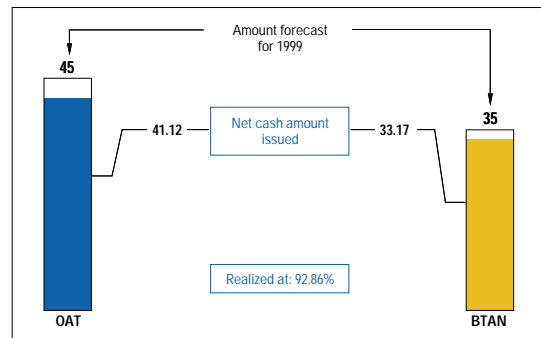 Amount forecast
for 1999
45
35
41.12
Net cash amount
issued
33.17
Realized at: 92.86%
OAT
BTAN